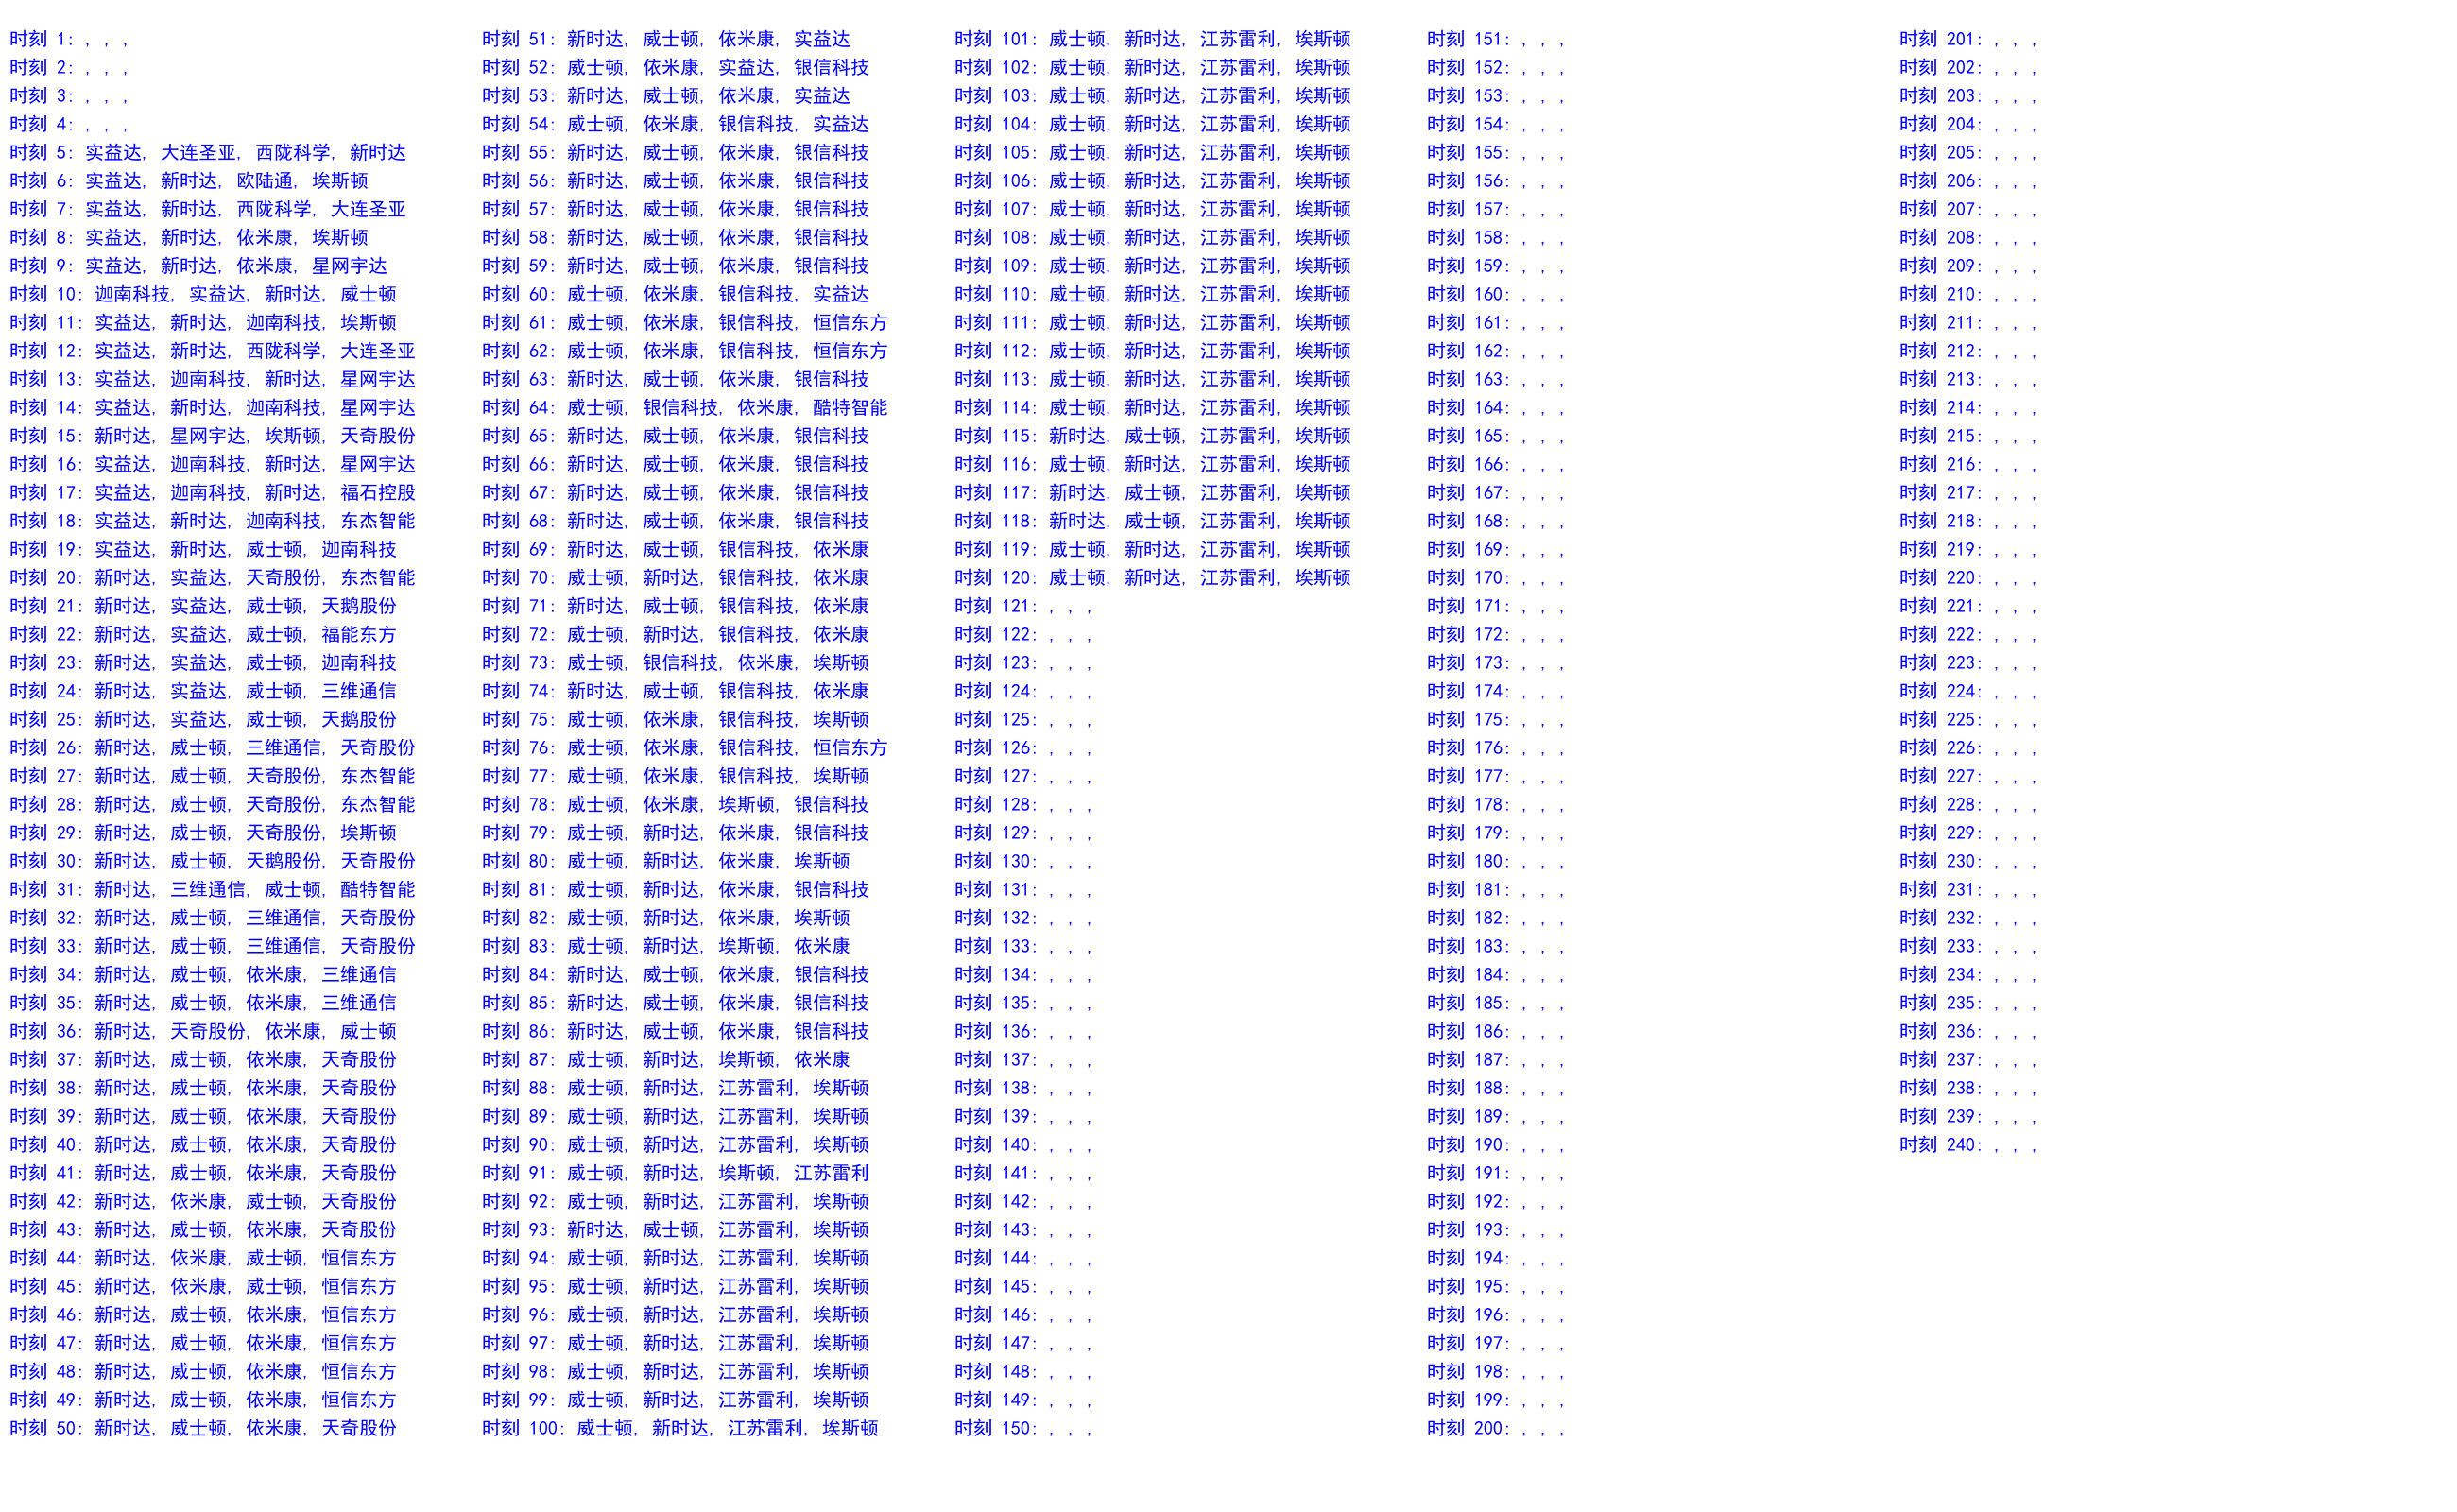 时刻 1: , , ,
时刻 2: , , ,
时刻 3: , , ,
时刻 4: , , ,
时刻 5: 实益达, 大连圣亚, 西陇科学, 新时达
时刻 6: 实益达, 新时达, 欧陆通, 埃斯顿
时刻 7: 实益达, 新时达, 西陇科学, 大连圣亚
时刻 8: 实益达, 新时达, 依米康, 埃斯顿
时刻 9: 实益达, 新时达, 依米康, 星网宇达
时刻 10: 迦南科技, 实益达, 新时达, 威士顿
时刻 11: 实益达, 新时达, 迦南科技, 埃斯顿
时刻 12: 实益达, 新时达, 西陇科学, 大连圣亚
时刻 13: 实益达, 迦南科技, 新时达, 星网宇达
时刻 14: 实益达, 新时达, 迦南科技, 星网宇达
时刻 15: 新时达, 星网宇达, 埃斯顿, 天奇股份
时刻 16: 实益达, 迦南科技, 新时达, 星网宇达
时刻 17: 实益达, 迦南科技, 新时达, 福石控股
时刻 18: 实益达, 新时达, 迦南科技, 东杰智能
时刻 19: 实益达, 新时达, 威士顿, 迦南科技
时刻 20: 新时达, 实益达, 天奇股份, 东杰智能
时刻 21: 新时达, 实益达, 威士顿, 天鹅股份
时刻 22: 新时达, 实益达, 威士顿, 福能东方
时刻 23: 新时达, 实益达, 威士顿, 迦南科技
时刻 24: 新时达, 实益达, 威士顿, 三维通信
时刻 25: 新时达, 实益达, 威士顿, 天鹅股份
时刻 26: 新时达, 威士顿, 三维通信, 天奇股份
时刻 27: 新时达, 威士顿, 天奇股份, 东杰智能
时刻 28: 新时达, 威士顿, 天奇股份, 东杰智能
时刻 29: 新时达, 威士顿, 天奇股份, 埃斯顿
时刻 30: 新时达, 威士顿, 天鹅股份, 天奇股份
时刻 31: 新时达, 三维通信, 威士顿, 酷特智能
时刻 32: 新时达, 威士顿, 三维通信, 天奇股份
时刻 33: 新时达, 威士顿, 三维通信, 天奇股份
时刻 34: 新时达, 威士顿, 依米康, 三维通信
时刻 35: 新时达, 威士顿, 依米康, 三维通信
时刻 36: 新时达, 天奇股份, 依米康, 威士顿
时刻 37: 新时达, 威士顿, 依米康, 天奇股份
时刻 38: 新时达, 威士顿, 依米康, 天奇股份
时刻 39: 新时达, 威士顿, 依米康, 天奇股份
时刻 40: 新时达, 威士顿, 依米康, 天奇股份
时刻 41: 新时达, 威士顿, 依米康, 天奇股份
时刻 42: 新时达, 依米康, 威士顿, 天奇股份
时刻 43: 新时达, 威士顿, 依米康, 天奇股份
时刻 44: 新时达, 依米康, 威士顿, 恒信东方
时刻 45: 新时达, 依米康, 威士顿, 恒信东方
时刻 46: 新时达, 威士顿, 依米康, 恒信东方
时刻 47: 新时达, 威士顿, 依米康, 恒信东方
时刻 48: 新时达, 威士顿, 依米康, 恒信东方
时刻 49: 新时达, 威士顿, 依米康, 恒信东方
时刻 50: 新时达, 威士顿, 依米康, 天奇股份
时刻 51: 新时达, 威士顿, 依米康, 实益达
时刻 52: 威士顿, 依米康, 实益达, 银信科技
时刻 53: 新时达, 威士顿, 依米康, 实益达
时刻 54: 威士顿, 依米康, 银信科技, 实益达
时刻 55: 新时达, 威士顿, 依米康, 银信科技
时刻 56: 新时达, 威士顿, 依米康, 银信科技
时刻 57: 新时达, 威士顿, 依米康, 银信科技
时刻 58: 新时达, 威士顿, 依米康, 银信科技
时刻 59: 新时达, 威士顿, 依米康, 银信科技
时刻 60: 威士顿, 依米康, 银信科技, 实益达
时刻 61: 威士顿, 依米康, 银信科技, 恒信东方
时刻 62: 威士顿, 依米康, 银信科技, 恒信东方
时刻 63: 新时达, 威士顿, 依米康, 银信科技
时刻 64: 威士顿, 银信科技, 依米康, 酷特智能
时刻 65: 新时达, 威士顿, 依米康, 银信科技
时刻 66: 新时达, 威士顿, 依米康, 银信科技
时刻 67: 新时达, 威士顿, 依米康, 银信科技
时刻 68: 新时达, 威士顿, 依米康, 银信科技
时刻 69: 新时达, 威士顿, 银信科技, 依米康
时刻 70: 威士顿, 新时达, 银信科技, 依米康
时刻 71: 新时达, 威士顿, 银信科技, 依米康
时刻 72: 威士顿, 新时达, 银信科技, 依米康
时刻 73: 威士顿, 银信科技, 依米康, 埃斯顿
时刻 74: 新时达, 威士顿, 银信科技, 依米康
时刻 75: 威士顿, 依米康, 银信科技, 埃斯顿
时刻 76: 威士顿, 依米康, 银信科技, 恒信东方
时刻 77: 威士顿, 依米康, 银信科技, 埃斯顿
时刻 78: 威士顿, 依米康, 埃斯顿, 银信科技
时刻 79: 威士顿, 新时达, 依米康, 银信科技
时刻 80: 威士顿, 新时达, 依米康, 埃斯顿
时刻 81: 威士顿, 新时达, 依米康, 银信科技
时刻 82: 威士顿, 新时达, 依米康, 埃斯顿
时刻 83: 威士顿, 新时达, 埃斯顿, 依米康
时刻 84: 新时达, 威士顿, 依米康, 银信科技
时刻 85: 新时达, 威士顿, 依米康, 银信科技
时刻 86: 新时达, 威士顿, 依米康, 银信科技
时刻 87: 威士顿, 新时达, 埃斯顿, 依米康
时刻 88: 威士顿, 新时达, 江苏雷利, 埃斯顿
时刻 89: 威士顿, 新时达, 江苏雷利, 埃斯顿
时刻 90: 威士顿, 新时达, 江苏雷利, 埃斯顿
时刻 91: 威士顿, 新时达, 埃斯顿, 江苏雷利
时刻 92: 威士顿, 新时达, 江苏雷利, 埃斯顿
时刻 93: 新时达, 威士顿, 江苏雷利, 埃斯顿
时刻 94: 威士顿, 新时达, 江苏雷利, 埃斯顿
时刻 95: 威士顿, 新时达, 江苏雷利, 埃斯顿
时刻 96: 威士顿, 新时达, 江苏雷利, 埃斯顿
时刻 97: 威士顿, 新时达, 江苏雷利, 埃斯顿
时刻 98: 威士顿, 新时达, 江苏雷利, 埃斯顿
时刻 99: 威士顿, 新时达, 江苏雷利, 埃斯顿
时刻 100: 威士顿, 新时达, 江苏雷利, 埃斯顿
时刻 101: 威士顿, 新时达, 江苏雷利, 埃斯顿
时刻 102: 威士顿, 新时达, 江苏雷利, 埃斯顿
时刻 103: 威士顿, 新时达, 江苏雷利, 埃斯顿
时刻 104: 威士顿, 新时达, 江苏雷利, 埃斯顿
时刻 105: 威士顿, 新时达, 江苏雷利, 埃斯顿
时刻 106: 威士顿, 新时达, 江苏雷利, 埃斯顿
时刻 107: 威士顿, 新时达, 江苏雷利, 埃斯顿
时刻 108: 威士顿, 新时达, 江苏雷利, 埃斯顿
时刻 109: 威士顿, 新时达, 江苏雷利, 埃斯顿
时刻 110: 威士顿, 新时达, 江苏雷利, 埃斯顿
时刻 111: 威士顿, 新时达, 江苏雷利, 埃斯顿
时刻 112: 威士顿, 新时达, 江苏雷利, 埃斯顿
时刻 113: 威士顿, 新时达, 江苏雷利, 埃斯顿
时刻 114: 威士顿, 新时达, 江苏雷利, 埃斯顿
时刻 115: 新时达, 威士顿, 江苏雷利, 埃斯顿
时刻 116: 威士顿, 新时达, 江苏雷利, 埃斯顿
时刻 117: 新时达, 威士顿, 江苏雷利, 埃斯顿
时刻 118: 新时达, 威士顿, 江苏雷利, 埃斯顿
时刻 119: 威士顿, 新时达, 江苏雷利, 埃斯顿
时刻 120: 威士顿, 新时达, 江苏雷利, 埃斯顿
时刻 121: , , ,
时刻 122: , , ,
时刻 123: , , ,
时刻 124: , , ,
时刻 125: , , ,
时刻 126: , , ,
时刻 127: , , ,
时刻 128: , , ,
时刻 129: , , ,
时刻 130: , , ,
时刻 131: , , ,
时刻 132: , , ,
时刻 133: , , ,
时刻 134: , , ,
时刻 135: , , ,
时刻 136: , , ,
时刻 137: , , ,
时刻 138: , , ,
时刻 139: , , ,
时刻 140: , , ,
时刻 141: , , ,
时刻 142: , , ,
时刻 143: , , ,
时刻 144: , , ,
时刻 145: , , ,
时刻 146: , , ,
时刻 147: , , ,
时刻 148: , , ,
时刻 149: , , ,
时刻 150: , , ,
时刻 151: , , ,
时刻 152: , , ,
时刻 153: , , ,
时刻 154: , , ,
时刻 155: , , ,
时刻 156: , , ,
时刻 157: , , ,
时刻 158: , , ,
时刻 159: , , ,
时刻 160: , , ,
时刻 161: , , ,
时刻 162: , , ,
时刻 163: , , ,
时刻 164: , , ,
时刻 165: , , ,
时刻 166: , , ,
时刻 167: , , ,
时刻 168: , , ,
时刻 169: , , ,
时刻 170: , , ,
时刻 171: , , ,
时刻 172: , , ,
时刻 173: , , ,
时刻 174: , , ,
时刻 175: , , ,
时刻 176: , , ,
时刻 177: , , ,
时刻 178: , , ,
时刻 179: , , ,
时刻 180: , , ,
时刻 181: , , ,
时刻 182: , , ,
时刻 183: , , ,
时刻 184: , , ,
时刻 185: , , ,
时刻 186: , , ,
时刻 187: , , ,
时刻 188: , , ,
时刻 189: , , ,
时刻 190: , , ,
时刻 191: , , ,
时刻 192: , , ,
时刻 193: , , ,
时刻 194: , , ,
时刻 195: , , ,
时刻 196: , , ,
时刻 197: , , ,
时刻 198: , , ,
时刻 199: , , ,
时刻 200: , , ,
时刻 201: , , ,
时刻 202: , , ,
时刻 203: , , ,
时刻 204: , , ,
时刻 205: , , ,
时刻 206: , , ,
时刻 207: , , ,
时刻 208: , , ,
时刻 209: , , ,
时刻 210: , , ,
时刻 211: , , ,
时刻 212: , , ,
时刻 213: , , ,
时刻 214: , , ,
时刻 215: , , ,
时刻 216: , , ,
时刻 217: , , ,
时刻 218: , , ,
时刻 219: , , ,
时刻 220: , , ,
时刻 221: , , ,
时刻 222: , , ,
时刻 223: , , ,
时刻 224: , , ,
时刻 225: , , ,
时刻 226: , , ,
时刻 227: , , ,
时刻 228: , , ,
时刻 229: , , ,
时刻 230: , , ,
时刻 231: , , ,
时刻 232: , , ,
时刻 233: , , ,
时刻 234: , , ,
时刻 235: , , ,
时刻 236: , , ,
时刻 237: , , ,
时刻 238: , , ,
时刻 239: , , ,
时刻 240: , , ,